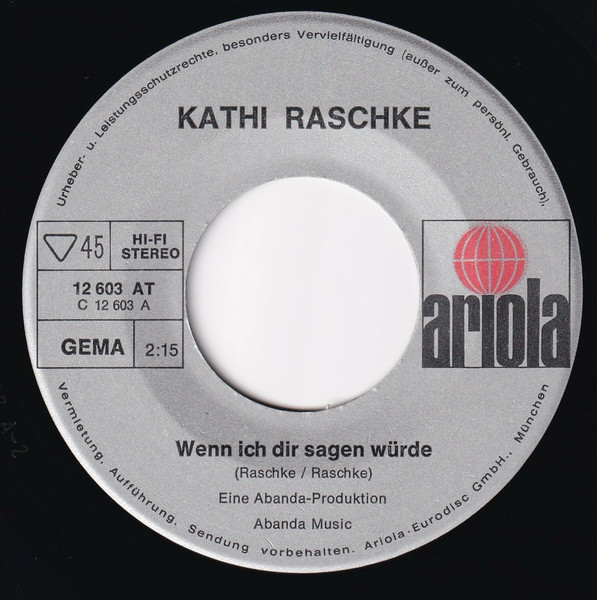 Urheber- u. Leistungsschutzrechte, besonders Vervielfältigung (außer zum persönl. Gebrauch),
KATHI RASCHKE
45
HI-FI
STEREO
12 603 AT
C 12 603 A
GEMA
2:15
ariola
Wenn ich dir sagen würde
(Raschke / Raschke)
Eine Abanda-Produktion
Abanda Music
Vermietung, Aufführung, Sendung vorbehalten. Ariola-Eurodisc GmbH., München